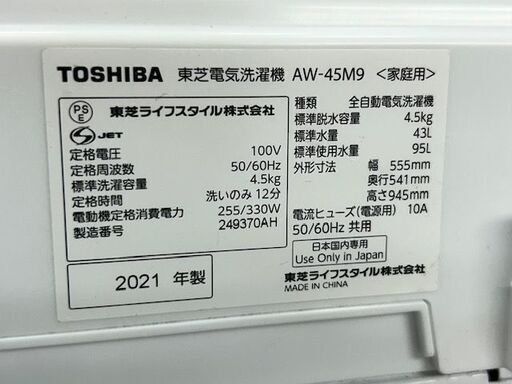 TOSHIBA 東芝電気洗濯機 AW-45M9 <家庭用>
PS
E
東芝ライフスタイル株式会社
S JET
定格電圧 100V
定格周波数 50/60Hz
標準洗濯容量 4.5kg
定格時間 洗いのみ 12分
電動機定格消費電力 255/330W
製造番号 249370AH
2021 年製
種類 全自動電気洗濯機
標準脱水容量 4.5kg
標準水量 43L
標準使用水量 95L
外形寸法 幅 555mm
奥行541mm
高さ945mm
電流ヒューズ(電源用) 10A
50/60Hz 共用
日本国内専用
Use Only in Japan
東芝ライフスタイル株式会社
MADE IN CHINA